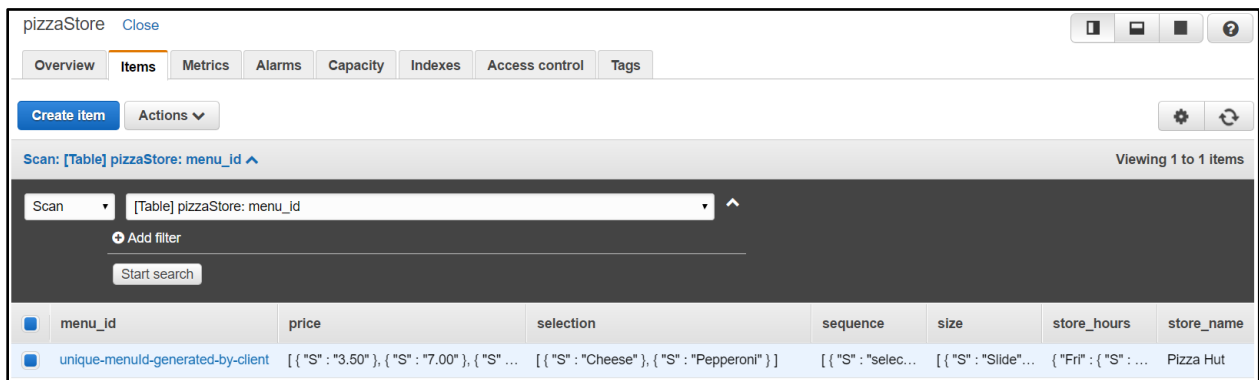 pizzaStore Close
Overview Items Metrics Alarms Capacity Indexes Access control Tags
Create item Actions
Scan: [Table] pizzaStore: menu_id Viewing 1 to 1 items
Scan [Table] pizzaStore: menu_id
Add filter
Start search
menu_id price selection sequence size store_hours store_name
unique-menuId-generated-by-client [ { "S" : "3.50" }, { "S" : "7.00" }, { "S" ... [ { "S" : "Cheese" }, { "S" : "Pepperoni" } ] [ { "S" : "selec... [ { "S" : "Slide"... { "Fri" : { "S" : ... Pizza Hut